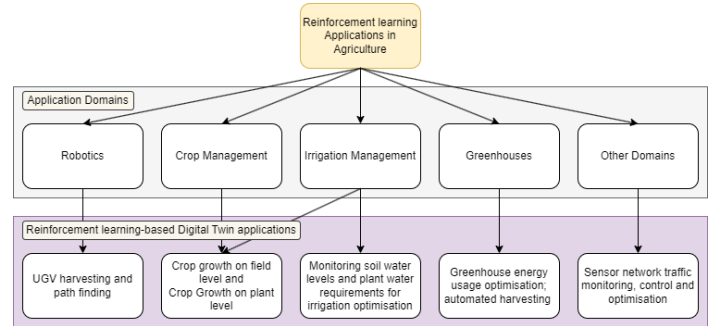 Reinforcement learning
Applications in
Agriculture
Application Domains
Robotics
Crop Management
Irrigation Management
Greenhouses
Other Domains
Reinforcement learning-based Digital Twin applications
UGV harvesting and
path finding
Crop growth on field
level and
Crop Growth on plant
level
Monitoring soil water
levels and plant water
requirements for
irrigation optimisation
Greenhouse energy
usage optimisation;
automated harvesting
Sensor network traffic
monitoring, control and
optimisation